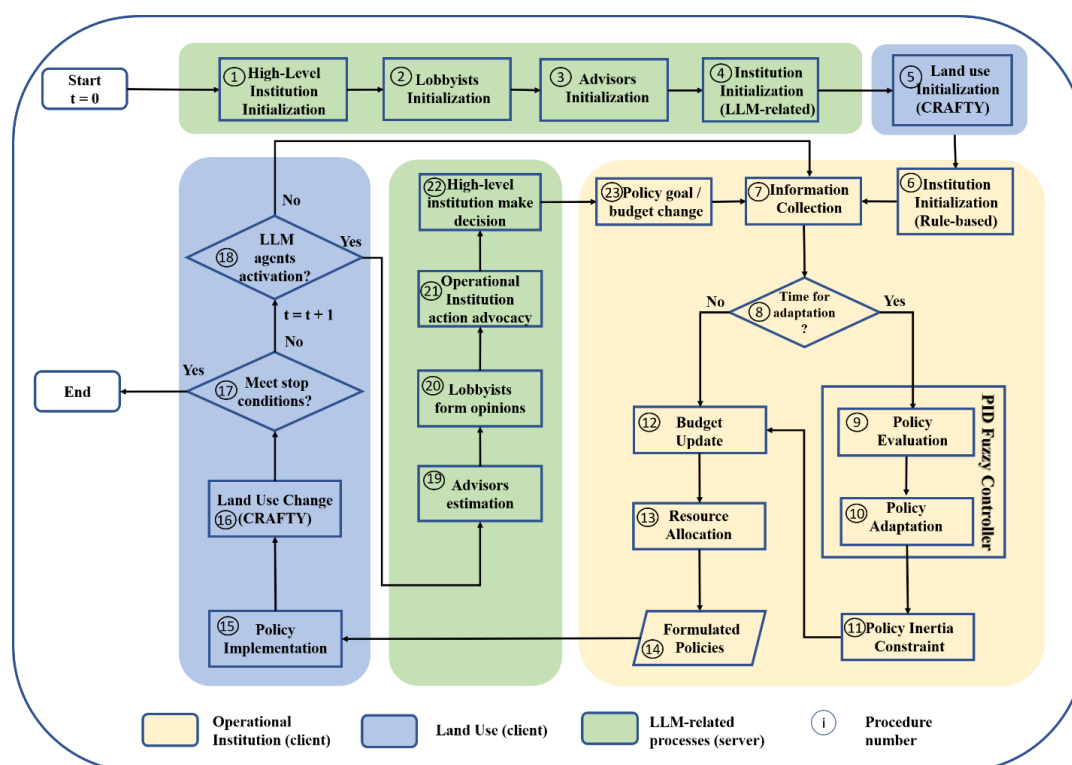 Start
t = 0
1 High-Level
Institution
Initialization
2 Lobbyists
Initialization
3 Advisors
Initialization
4 Institution
Initialization
(LLM-related)
5 Land use
Initialization
(CRAFTY)
6 Institution
Initialization
(Rule-based)
7 Information
Collection
23 Policy goal /
budget change
22 High-level
institution make
decision
No
18 LLM
agents
activation?
Yes
21 Operational
Institution
action advocacy
No
8 Time for
adaptation
?
Yes
t = t + 1
No
Yes
17 Meet stop
conditions?
End
20 Lobbyists
form opinions
12 Budget
Update
9 Policy
Evaluation
PID Fuzzy Controller
19 Advisors
estimation
Land Use Change
16 (CRAFTY)
13 Resource
Allocation
10 Policy
Adaptation
15 Policy
Implementation
Formulated
14 Policies
11 Policy Inertia
Constraint
Operational
Institution (client)
Land Use (client)
LLM-related
processes (server)
i Procedure
number